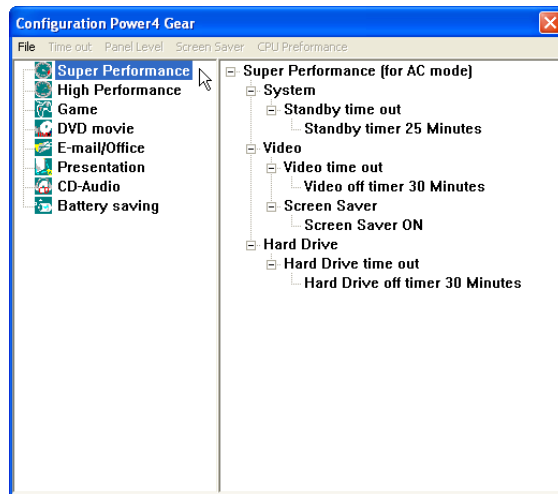 Configuration Power4 Gear
File Time out Panel Level Screen Saver CPU Preformance
Super Performance
High Performance
Game
DVD movie
E-mail/Office
Presentation
CD-Audio
Battery saving
Super Performance (for AC mode)
System
Standby time out
Standby timer 25 Minutes
Video
Video time out
Video off timer 30 Minutes
Screen Saver
Screen Saver ON
Hard Drive
Hard Drive time out
Hard Drive off timer 30 Minutes